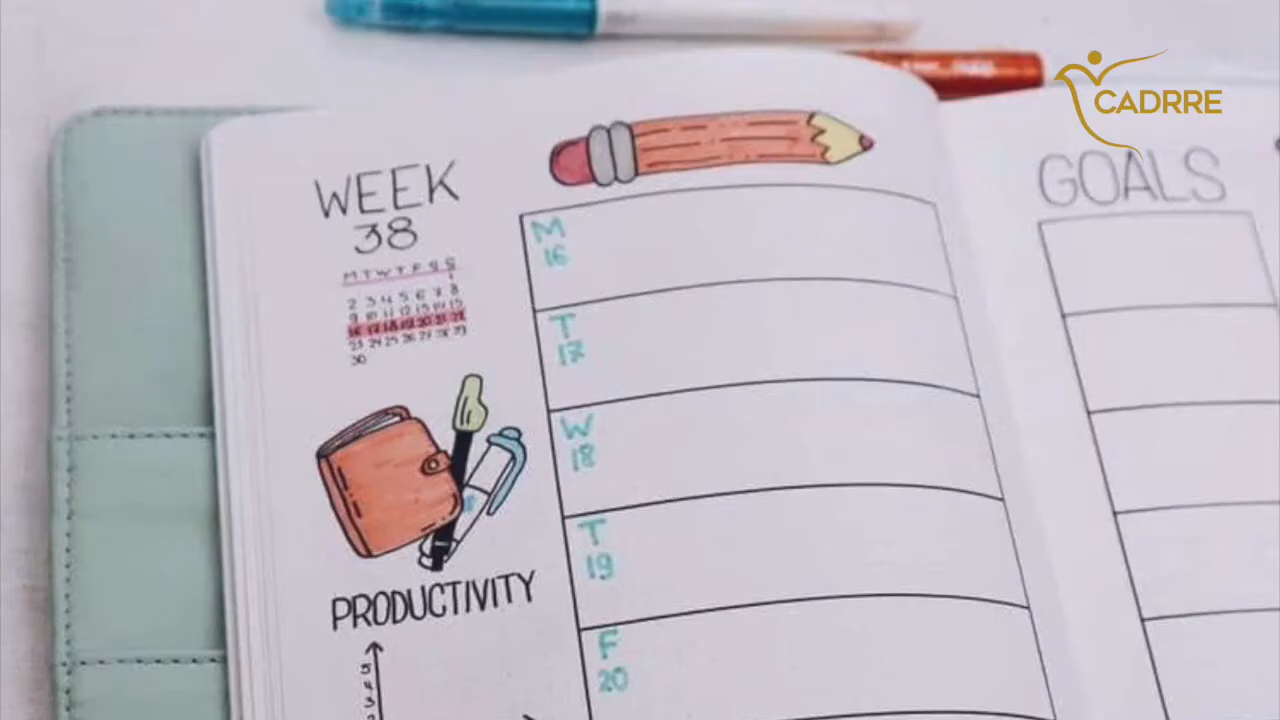 CADRRE
WEEK
38
M T W T F S S
1
2 3 4 5 6 7 8
9 10 11 12 13 14 15
16 17 18 19 20 21 22
23 24 25 26 27 28 29
30
M
16
T
17
W
18
T
19
F
20
PRODUCTIVITY
GOALS